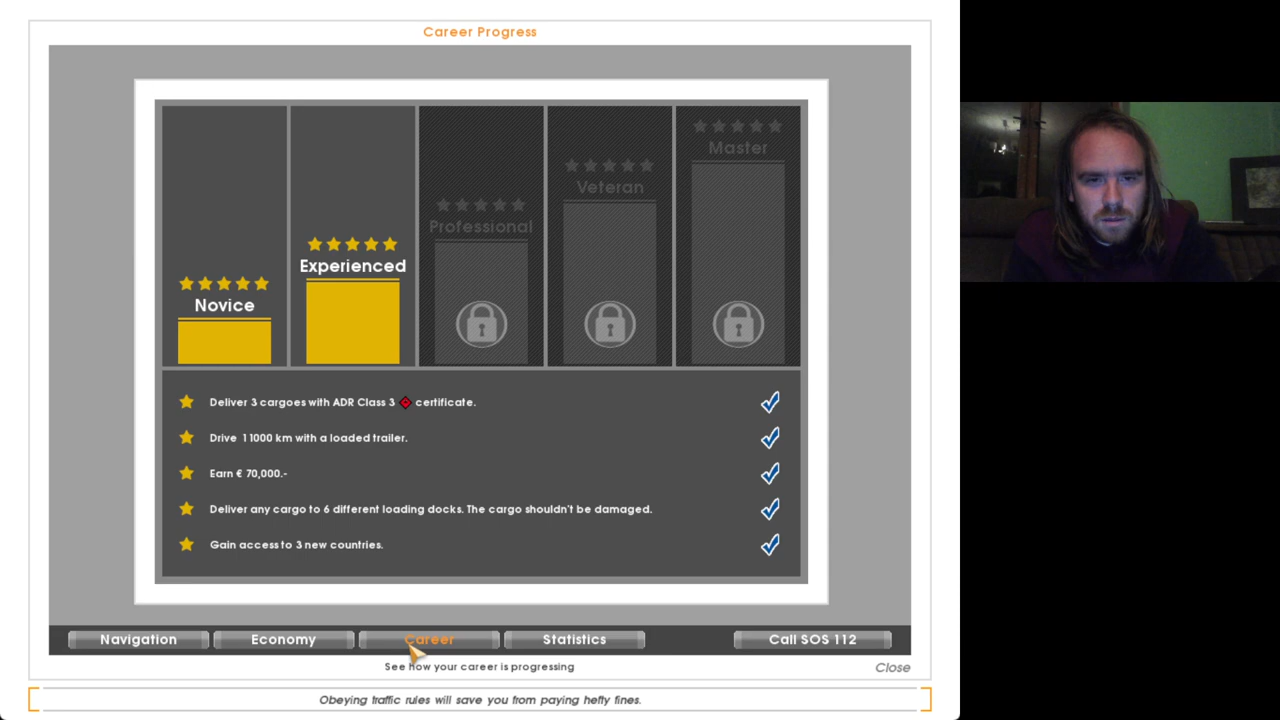 Career Progress
Master
Veteran
Professional
Experienced
Novice
Deliver 3 cargoes with ADR Class 3 certificate.
Drive 11000 km with a loaded trailer.
Earn € 70,000.-
Deliver any cargo to 6 different loading docks. The cargo shouldn't be damaged.
Gain access to 3 new countries.
Navigation Economy Career Statistics Call SOS 112
See how your career is progressing
Close
Obeying traffic rules will save you from paying hefty fines.